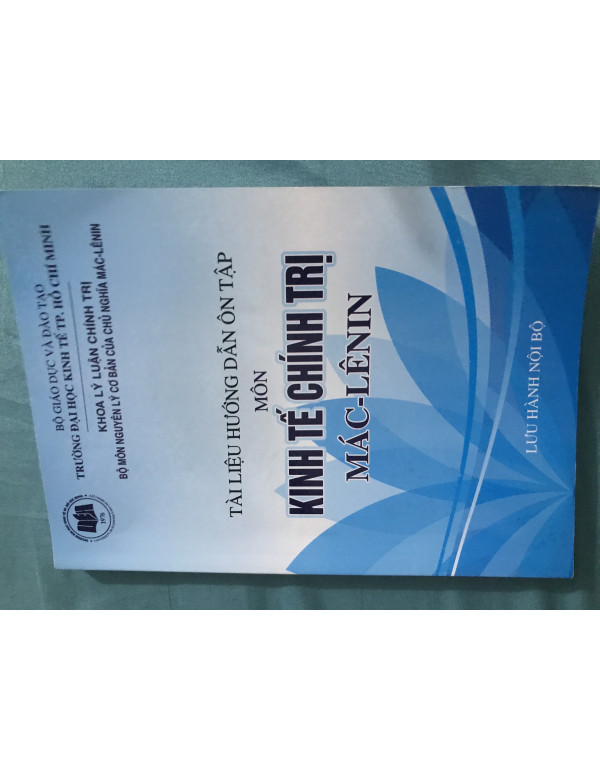 BỘ GIÁO DỤC VÀ ĐÀO TẠO
TRƯỜNG ĐẠI HỌC KINH TẾ TP. HỒ CHÍ MINH
KHOA LÝ LUẬN CHÍNH TRỊ
BỘ MÔN NGUYÊN LÝ CƠ BẢN CỦA CHỦ NGHĨA MÁC-LÊNIN
1976
TÀI LIỆU HƯỚNG DẪN ÔN TẬP
MÔN
KINH TẾ CHÍNH TRỊ
MÁC-LÊNIN
LƯU HÀNH NỘI BỘ